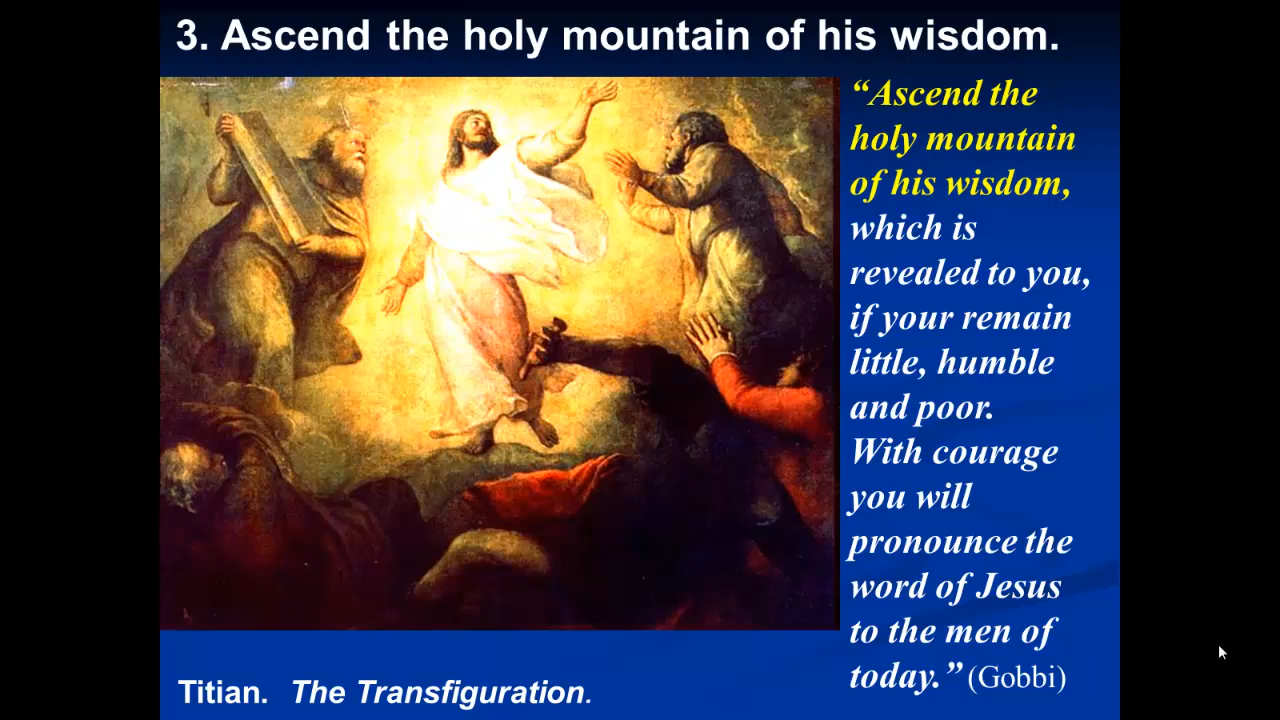 3. Ascend the holy mountain of his wisdom.
“Ascend the
holy mountain
of his wisdom,
which is
revealed to you,
if your remain
little, humble
and poor.
With courage
you will
pronounce the
word of Jesus
to the men of
today.” (Gobbi)
Titian. The Transfiguration.